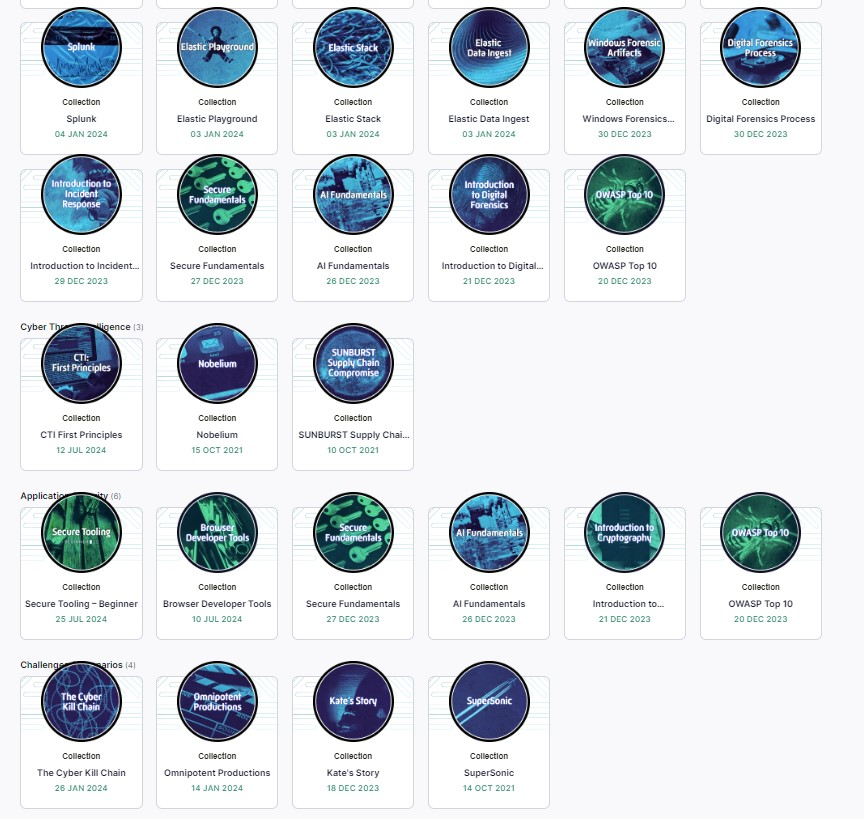 Splunk
Collection
Splunk
04 JAN 2024
Elastic Playground
Collection
Elastic Playground
03 JAN 2024
Elastic Stack
Collection
Elastic Stack
03 JAN 2024
Elastic
Data Ingest
Collection
Elastic Data Ingest
03 JAN 2024
Windows Forensic
Artifacts
Collection
Windows Forensics...
30 DEC 2023
Digital Forensics
Process
Collection
Digital Forensics Process
30 DEC 2023
Introduction to
Incident
Response
Collection
Introduction to Incident...
29 DEC 2023
Secure
Fundamentals
Collection
Secure Fundamentals
27 DEC 2023
AI Fundamentals
Collection
AI Fundamentals
26 DEC 2023
Introduction
to Digital
Forensics
Collection
Introduction to Digital...
21 DEC 2023
OWASP Top 10
Collection
OWASP Top 10
20 DEC 2023
Cyber Thr lligence (3)
CTI:
First Principles
Collection
CTI First Principles
12 JUL 2024
Nobelium
Collection
Nobelium
15 OCT 2021
SUNBURST
Supply Chain
Compromise
Collection
SUNBURST Supply Chai...
10 OCT 2021
Application ity (6)
Secure Tooling
Collection
Secure Tooling – Beginner
25 JUL 2024
Browser
Developer Tools
Collection
Browser Developer Tools
10 JUL 2024
Secure
Fundamentals
Collection
Secure Fundamentals
27 DEC 2023
AI Fundamentals
Collection
AI Fundamentals
26 DEC 2023
Introduction to
Cryptography
Collection
Introduction to...
21 DEC 2023
OWASP Top 10
Collection
OWASP Top 10
20 DEC 2023
Challenges narios (4)
The Cyber
Kill Chain
Collection
The Cyber Kill Chain
26 JAN 2024
Omnipotent
Productions
Collection
Omnipotent Productions
14 JAN 2024
Kate's Story
Collection
Kate's Story
18 DEC 2023
SuperSonic
Collection
SuperSonic
14 OCT 2021